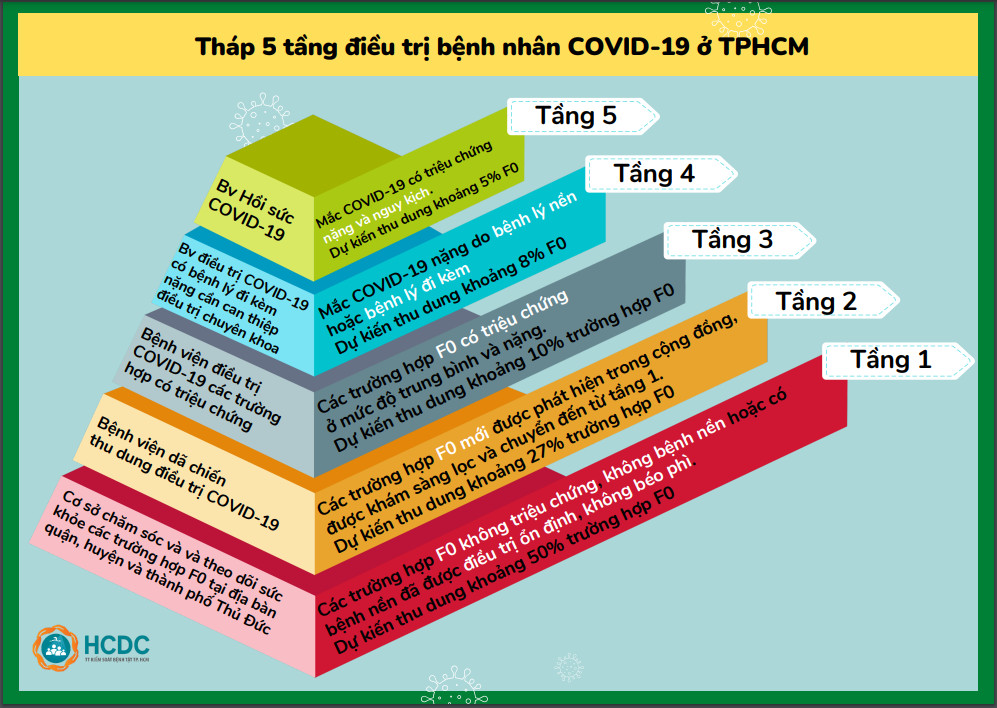 Tháp 5 tầng điều trị bệnh nhân COVID-19 ở TPHCM
Tầng 5
Bv Hồi sức
COVID-19
Mắc COVID-19 có triệu chứng
nặng và nguy kịch.
Dự kiến thu dung khoảng 5% F0
Tầng 4
Bv điều trị COVID-19
có bệnh lý đi kèm
nặng cần can thiệp
điều trị chuyên khoa
Mắc COVID-19 nặng do bệnh lý nền
hoặc bệnh lý đi kèm
Dự kiến thu dung khoảng 8% F0
Tầng 3
Bệnh viện điều trị
COVID-19 các trường
hợp có triệu chứng
Các trường hợp F0 có triệu chứng
ở mức độ trung bình và nặng.
Dự kiến thu dung khoảng 10% trường hợp F0
Tầng 2
Bệnh viện dã chiến
thu dung điều trị COVID-19
Các trường hợp F0 mới được phát hiện trong cộng đồng,
được khám sàng lọc và chuyển đến từ tầng 1.
Dự kiến thu dung khoảng 27% trường hợp F0
Tầng 1
Cơ sở chăm sóc và và theo dõi sức
khỏe các trường hợp F0 tại địa bàn
quận, huyện và thành phố Thủ Đức
Các trường hợp F0 không triệu chứng, không bệnh nền hoặc có
bệnh nền đã được điều trị ổn định, không béo phì.
Dự kiến thu dung khoảng 50% trường hợp F0
HCDC
TT KIỂM SOÁT BỆNH TẬT TP. HCM